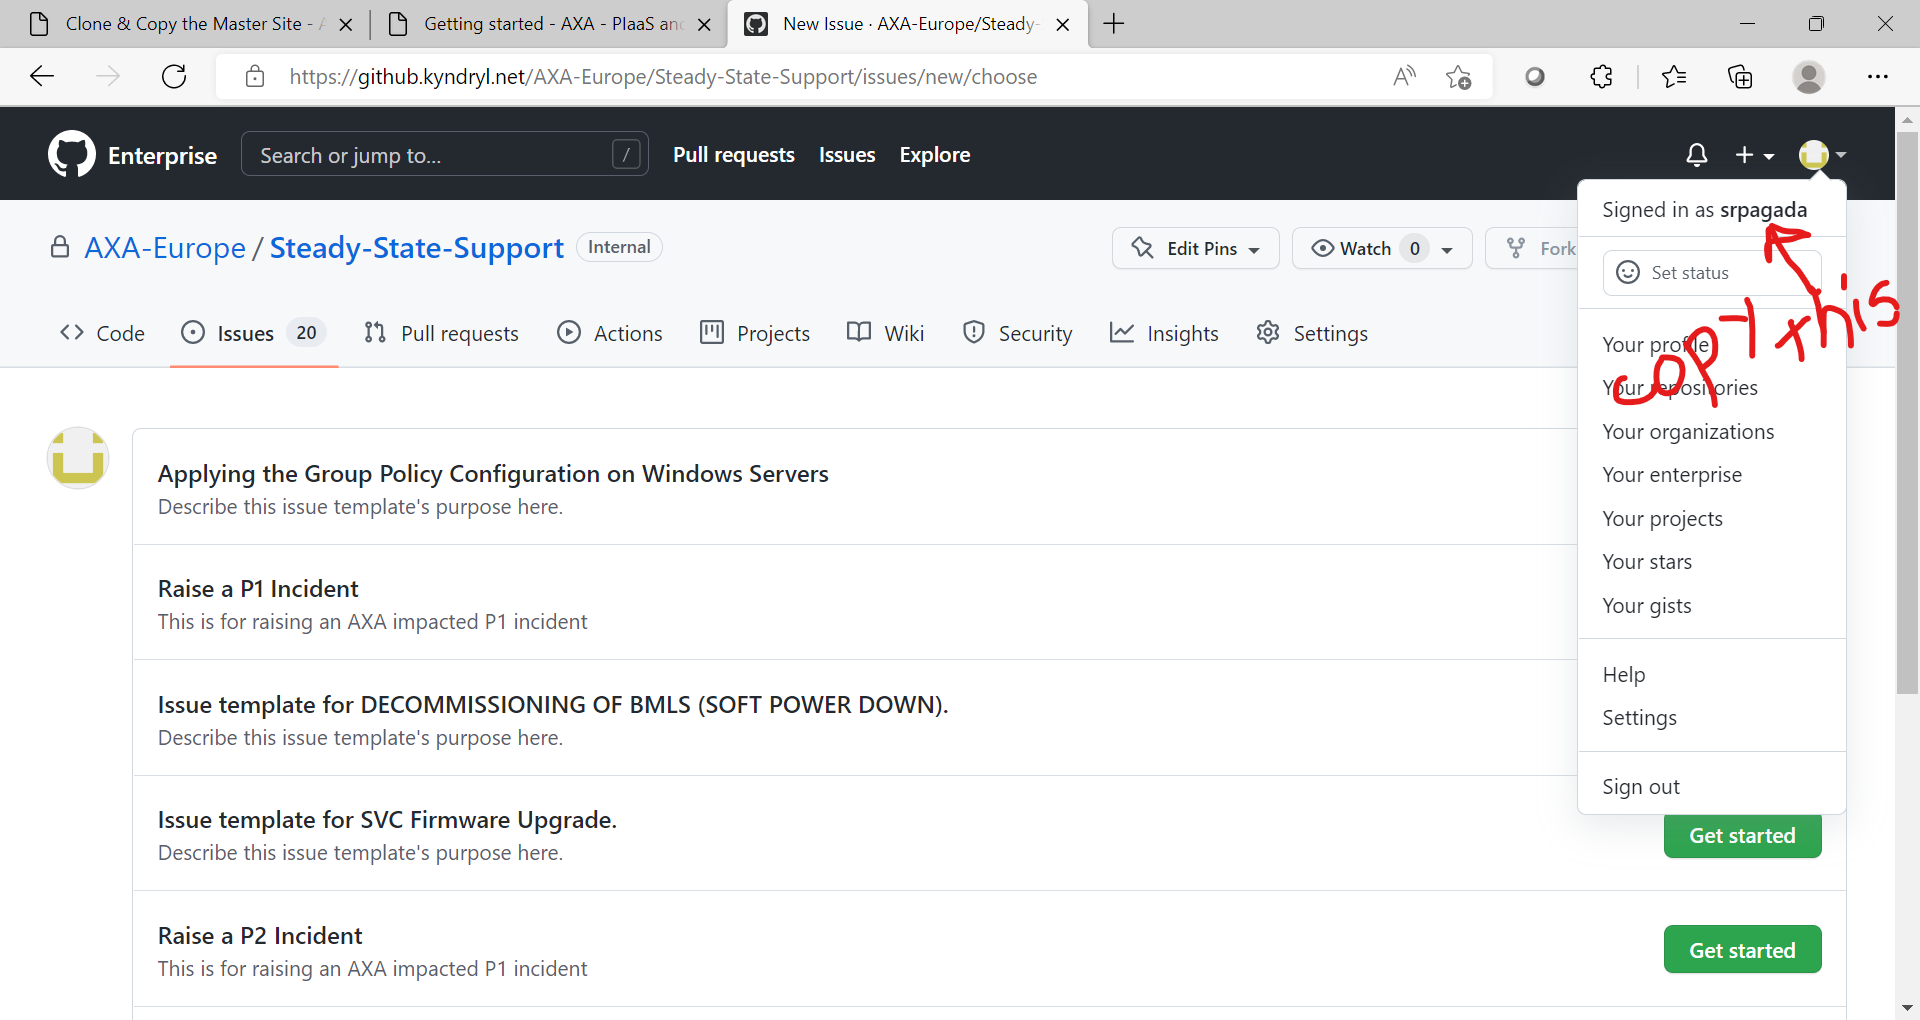 Clone & Copy the Master Site - A
Getting started - AXA - PIaaS and
New Issue · AXA-Europe/Steady-
https://github.kyndryl.net/AXA-Europe/Steady-State-Support/issues/new/choose
Enterprise
Search or jump to...
/
Pull requests
Issues
Explore
Signed in as srpagada
AXA-Europe / Steady-State-Support
Internal
Edit Pins
Watch 0
Fork
Set status
copy this
Code
Issues 20
Pull requests
Actions
Projects
Wiki
Security
Insights
Settings
Your profile
Your repositories
Your organizations
Your enterprise
Your projects
Your stars
Your gists
Help
Settings
Sign out
Applying the Group Policy Configuration on Windows Servers
Describe this issue template's purpose here.
Raise a P1 Incident
This is for raising an AXA impacted P1 incident
Issue template for DECOMMISSIONING OF BMLS (SOFT POWER DOWN).
Describe this issue template's purpose here.
Issue template for SVC Firmware Upgrade.
Describe this issue template's purpose here.
Get started
Raise a P2 Incident
This is for raising an AXA impacted P1 incident
Get started